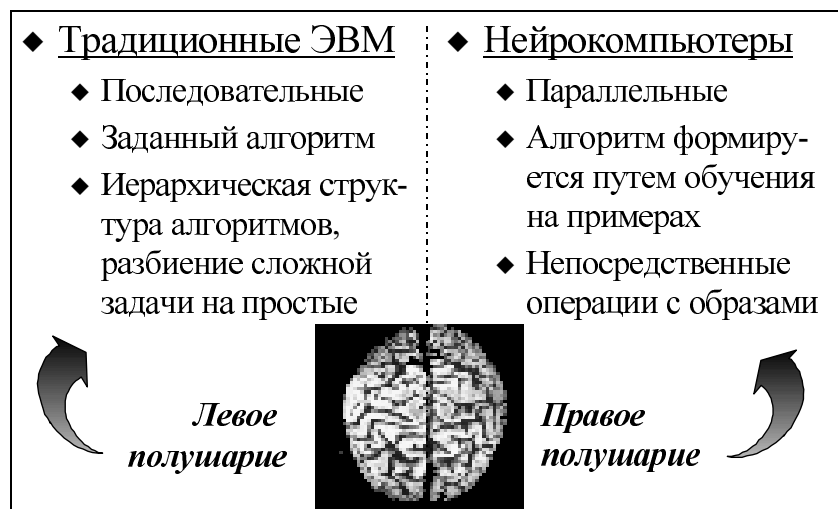 Традиционные ЭВМ
Последовательные
Заданный алгоритм
Иерархическая струк-
тура алгоритмов,
разбиение сложной
задачи на простые
Нейрокомпьютеры
Параллельные
Алгоритм формиру-
ется путем обучения
на примерах
Непосредственные
операции с образами
Левое
полушарие
Правое
полушарие